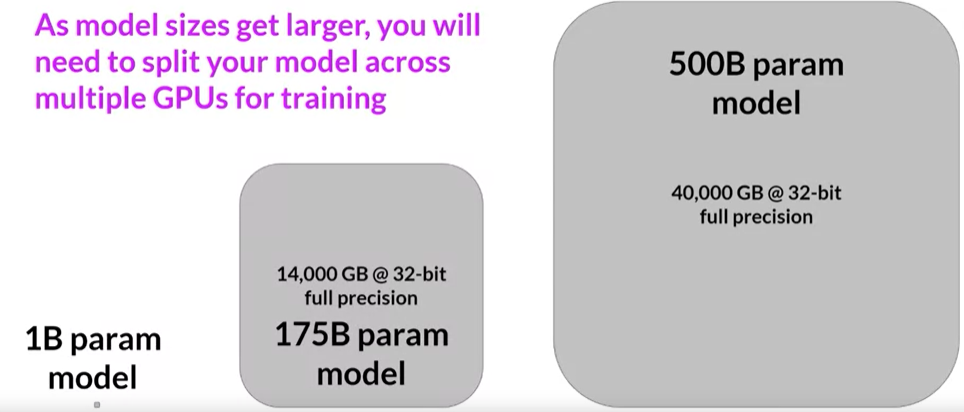 As model sizes get larger, you will
need to split your model across
multiple GPUs for training
1B param
model
14,000 GB @ 32-bit
full precision
175B param
model
500B param
model
40,000 GB @ 32-bit
full precision